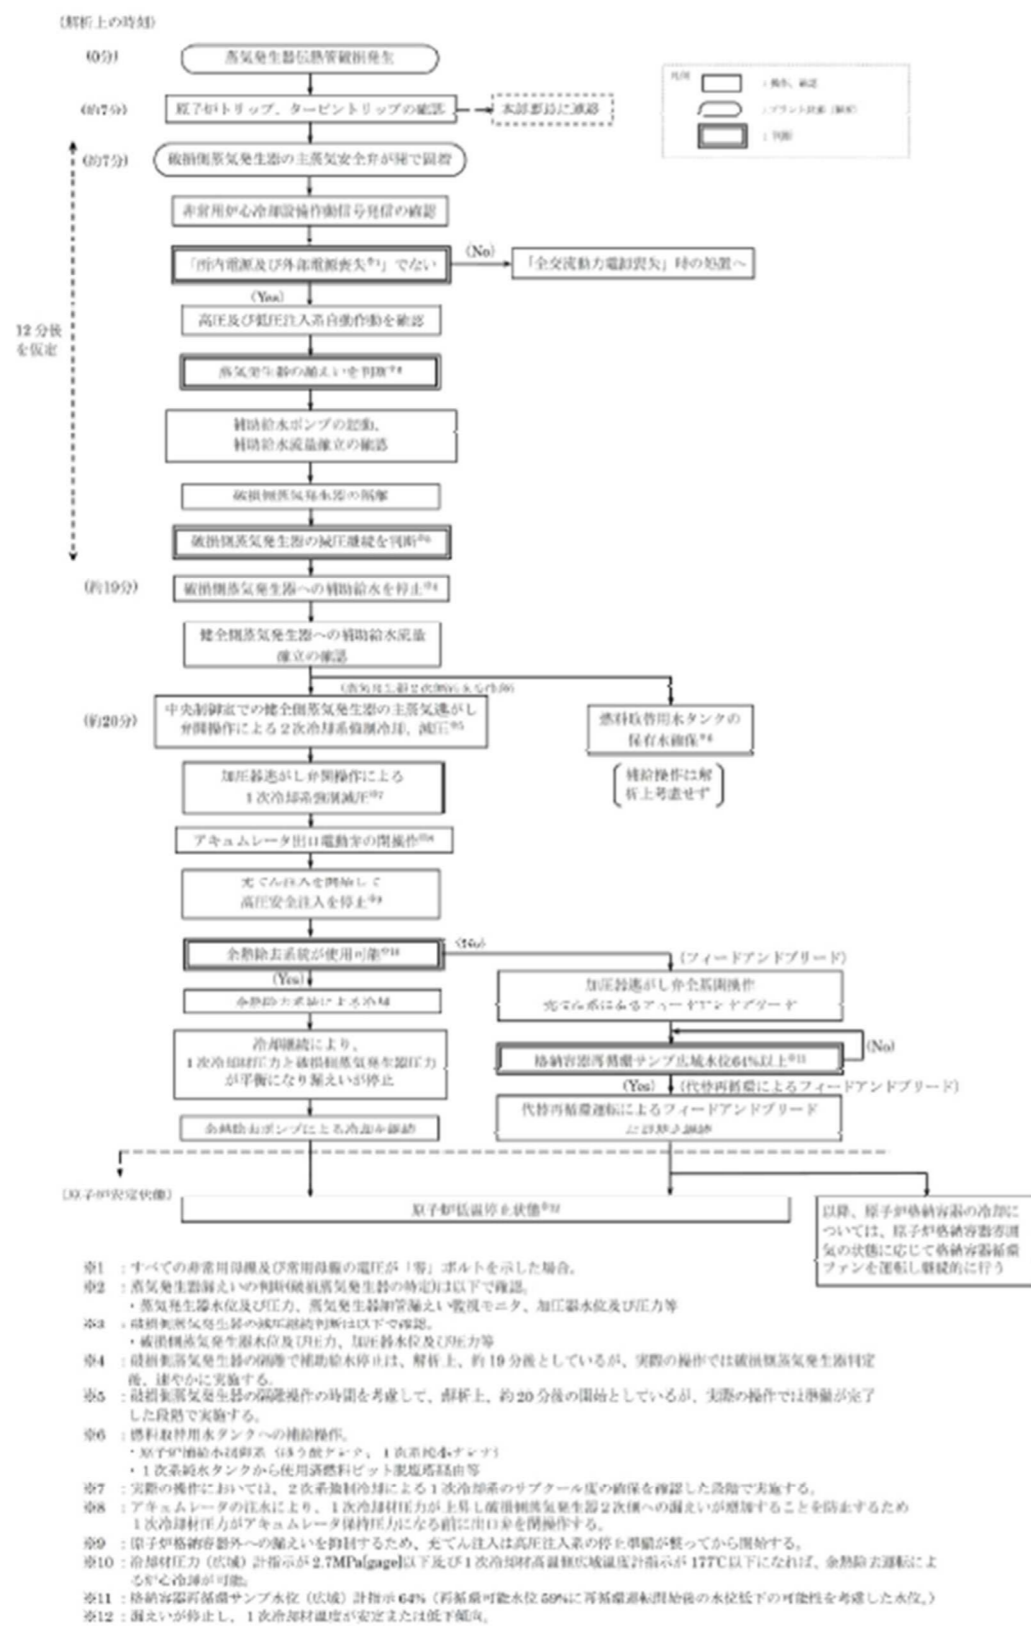 (解析上の時刻)
(0分)
蒸気発生器伝熱管破損発生
(約7分)
原子炉トリップ、タービントリップの確認
凡例
：操作、確認
：判断
(約7分)
破損側蒸気発生器の主蒸気安全弁が開で固着
非常用炉心冷却設備作動信号発信の確認
「所内電源及び外部電源喪失※1」でない
(No)
「全交流動力電源喪失」時の処置へ
(Yes)
高圧及び低圧注入系自動作動を確認
12分後
を仮定
蒸気発生器の漏えいを判断
補助給水ポンプの起動、
補助給水流量確立の確認
破損側蒸気発生器の隔離
破損側蒸気発生器の減圧継続を判断
(約19分)
破損側蒸気発生器への補助給水を停止※4
健全側蒸気発生器への補助給水流量
確立の確認
(約20分)
中央制御室での健全側蒸気発生器の主蒸気逃がし
弁開操作による2次冷却系強制冷却、減圧※5
燃料取替用水タンクの
保有水確保※6
補給操作は解
析上考慮せず
加圧器逃がし弁開操作による
1次冷却系強制減圧※7
アキュムレータ出口電動弁の閉操作※8
充てん注入を開始して
高圧安全注入を停止※9
余熱除去系統が使用可能※10
(No)
(フィードアンドブリード)
(Yes)
余熱除去系統による冷却
加圧器逃がし弁全基開操作
冷却継続により、
1次冷却材圧力と破損側蒸気発生器圧力
が平衡になり漏えいが停止
格納容器再循環サンプ広域水位64%以上※11
(No)
(Yes)
(代替再循環によるフィードアンドブリード)
代替再循環運転によるフィードアンドブリード
余熱除去ポンプによる冷却を継続
(原子炉安定状態)
原子炉低温停止状態※12
以降、原子炉格納容器の冷却に
ついては、原子炉格納容器雰囲
気の状態に応じて格納容器循環
ファンを運転し継続的に行う
※1 ：すべての非常用母線及び常用母線の電圧が「零」ボルトを示した場合。
※2 ：蒸気発生器漏えいの判断(破損蒸気発生器の特定)は以下で確認。
・蒸気発生器水位及び圧力、蒸気発生器細管漏えい監視モニタ、加圧器水位及び圧力等
※3 ：破損側蒸気発生器の減圧継続判断は以下で確認。
・破損側蒸気発生器水位及び圧力、加圧器水位及び圧力等
※4 ：破損側蒸気発生器の隔離で補助給水停止は、解析上、約19分後としているが、実際の操作では破損側蒸気発生器判定
後、速やかに実施する。
※5 ：破損側蒸気発生器の隔離操作の時間を考慮して、解析上、約20分後の開始としているが、実際の操作では準備が完了
した段階で実施する。
※6 ：燃料取替用水タンクへの補給操作。
・1次系純水タンクから使用済燃料ピット脱塩塔経由等
※7 ：実際の操作においては、2次系強制冷却による1次冷却系のサブクール度の確保を確認した段階で実施する。
※8 ：アキュムレータの注水により、1次冷却材圧力が上昇し破損側蒸気発生器2次側への漏えいが増加することを防止するため
1次冷却材圧力がアキュムレータ保持圧力になる前に出口弁を閉操作する。
※9 ：原子炉格納容器外への漏えいを抑制するため、充てん注入は高圧注入系の停止準備が整ってから開始する。
※10 ：冷却材圧力（広域）計指示が2.7MPa[gage]以下及び1次冷却材高温側広域温度計指示が177℃以下になれば、余熱除去運転によ
る炉心冷却が可能。
※11 ：格納容器再循環サンプ水位（広域）計指示64%（再循環可能水位59%に再循環運転開始後の水位低下の可能性を考慮した水位。）
※12 ：漏えいが停止し、1次冷却材温度が安定または低下傾向。